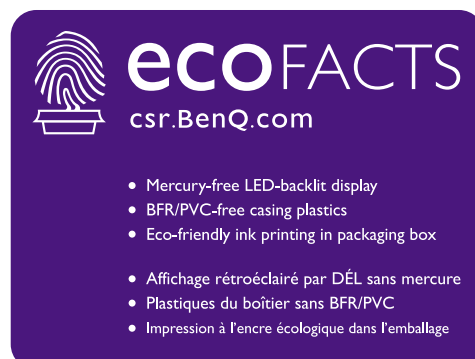 ecoFACTS
csr.BenQ.com
• Mercury-free LED-backlit display
• BFR/PVC-free casing plastics
• Eco-friendly ink printing in packaging box
• Affichage rétroéclairé par DÉL sans mercure
• Plastiques du boîtier sans BFR/PVC
• Impression à l'encre écologique dans l'emballage